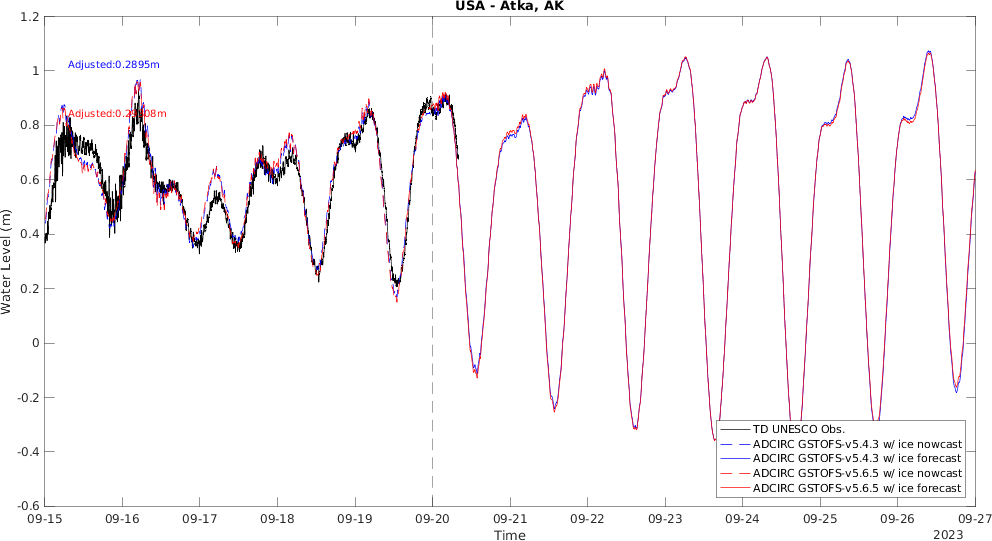 USA - Atka, AK
1.2
1
0.8
0.6
0.4
0.2
0
-0.2
-0.4
-0.6
Water Level (m)
Adjusted:0.2895m
TD UNESCO Obs.
ADCIRC GSTOFS-v5.4.3 w/ ice nowcast
ADCIRC GSTOFS-v5.4.3 w/ ice forecast
ADCIRC GSTOFS-v5.6.5 w/ ice nowcast
ADCIRC GSTOFS-v5.6.5 w/ ice forecast
09-15 09-16 09-17 09-18 09-19 09-20 09-21 09-22 09-23 09-24 09-25 09-26 09-27
Time
2023